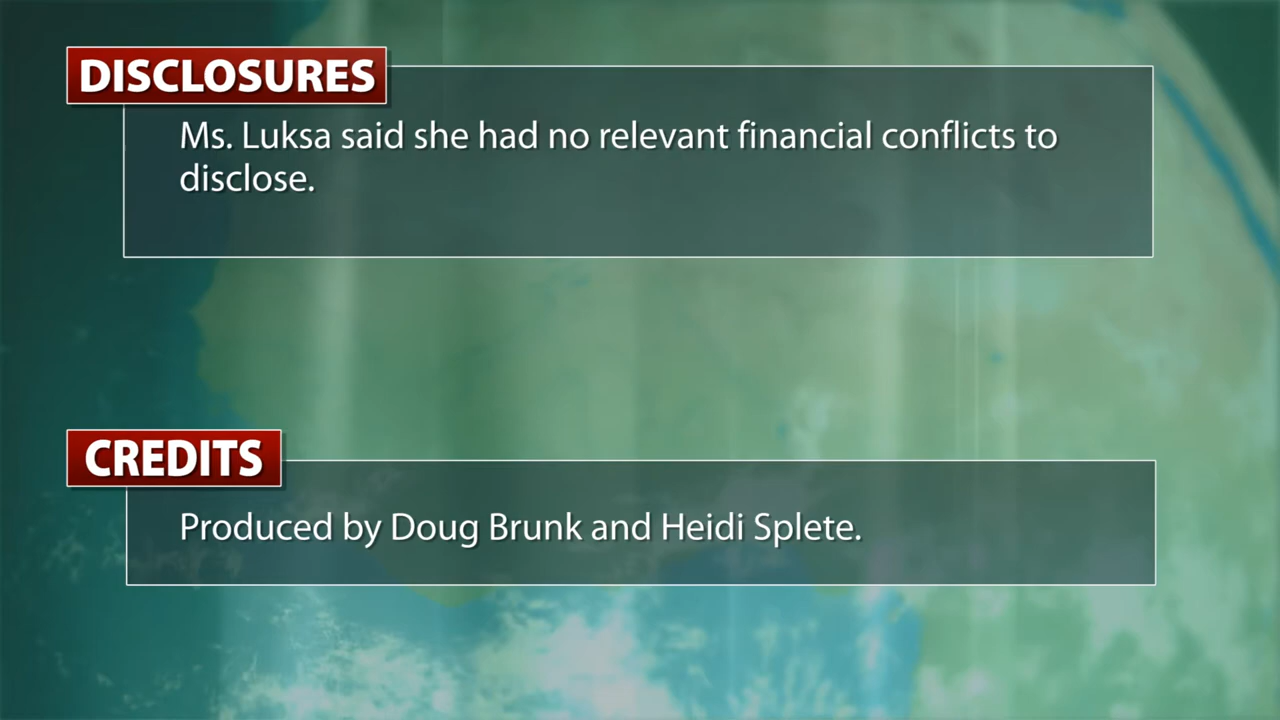 DISCLOSURES
Ms. Luksa said she had no relevant financial conflicts to
disclose.
CREDITS
Produced by Doug Brunk and Heidi Splete.